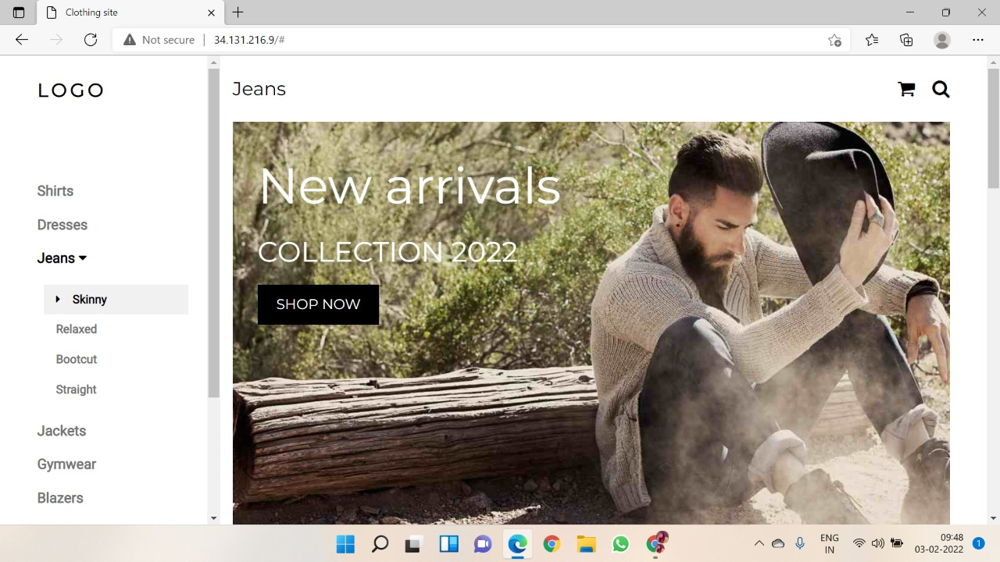 Clothing site
Not secure
34.131.216.9/#
LOGO
Jeans
Shirts
Dresses
Jeans
Skinny
Relaxed
Bootcut
Straight
Jackets
Gymwear
Blazers
New arrivals
COLLECTION 2022
SHOP NOW
ENG
IN
09:48
03-02-2022
1